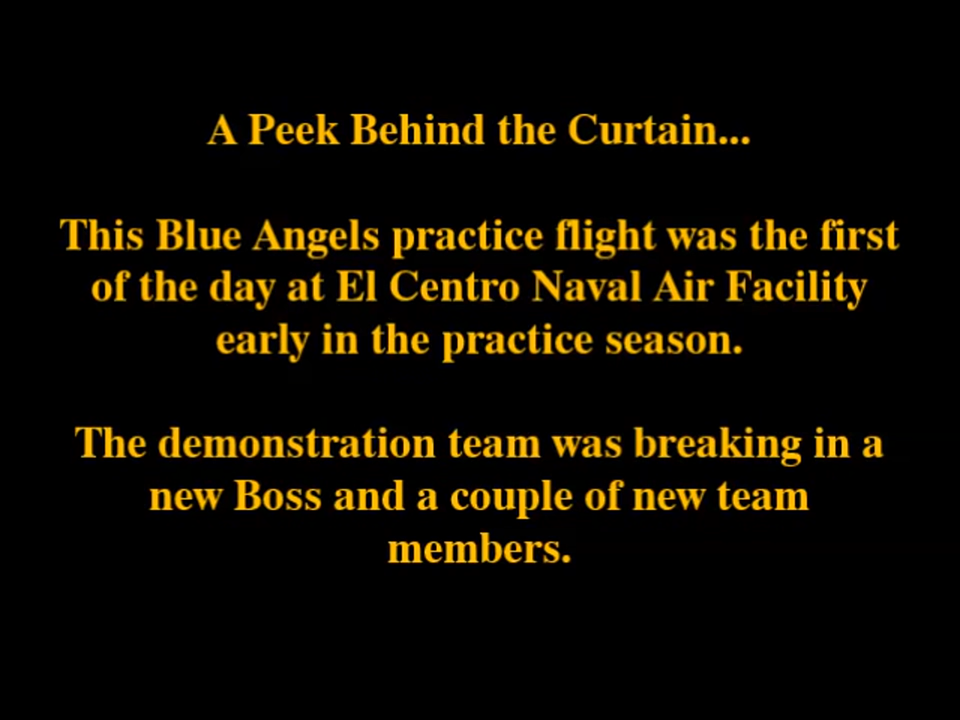 A Peek Behind the Curtain...
This Blue Angels practice flight was the first
of the day at El Centro Naval Air Facility
early in the practice season.
The demonstration team was breaking in a
new Boss and a couple of new team
members.